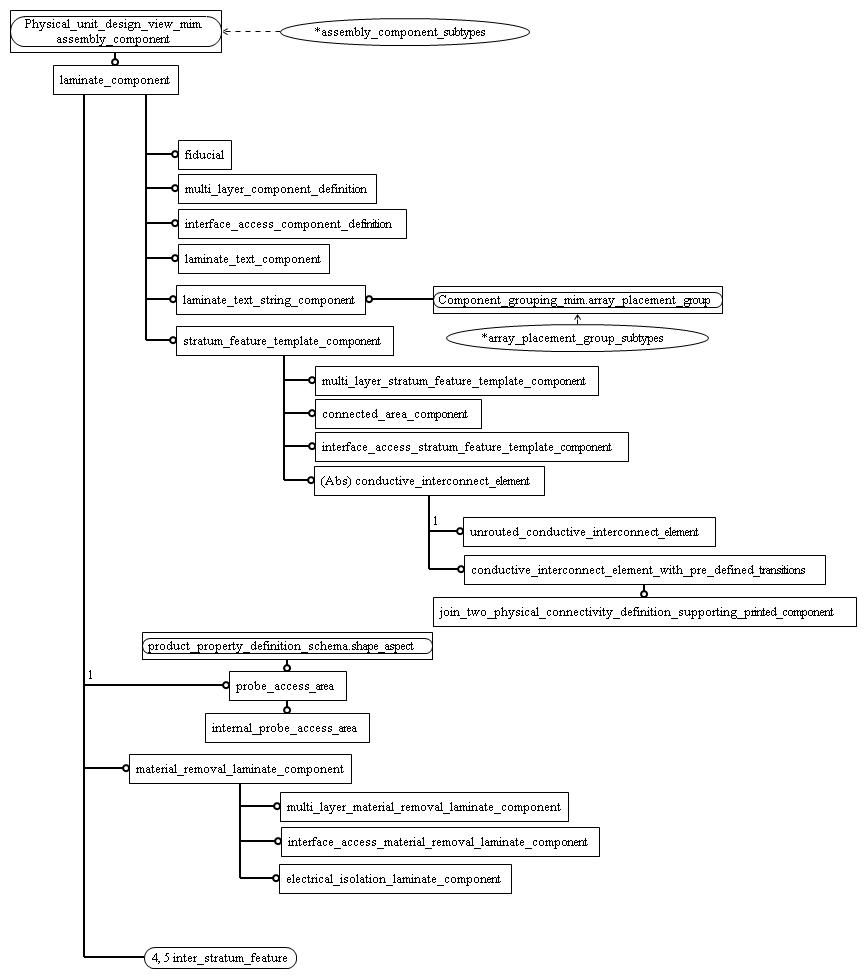 Physical_unit_design_view_mim.
assembly_component
*assembly_component_subtypes
laminate_component
fiducial
multi_layer_component_definition
interface_access_component_definition
laminate_text_component
laminate_text_string_component
Component_grouping_mim.array_placement_group
*array_placement_group_subtypes
stratum_feature_template_component
multi_layer_stratum_feature_template_component
connected_area_component
interface_access_stratum_feature_template_component
(Abs) conductive_interconnect_element
1
unrouted_conductive_interconnect_element
conductive_interconnect_element_with_pre_defined_transitions
join_two_physical_connectivity_definition_supporting_printed_component
product_property_definition_schema.shape_aspect
1
probe_access_area
internal_probe_access_area
material_removal_laminate_component
multi_layer_material_removal_laminate_component
interface_access_material_removal_laminate_component
electrical_isolation_laminate_component
4, 5 inter_stratum_feature